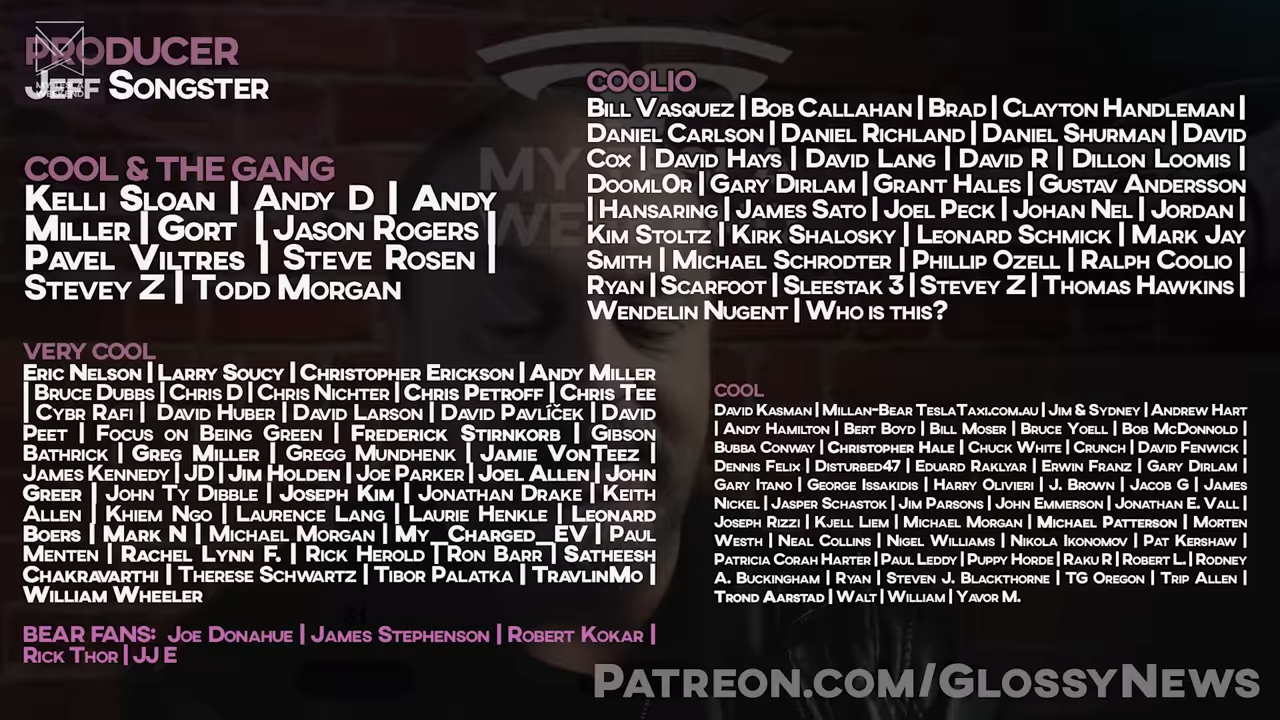 PRODUCER
JEFF SONGSTER
COOL & THE GANG
KELLI SLOAN | ANDY D | ANDY
MILLER | GORT | JASON ROGERS |
PAVEL VILTRES | STEVE ROSEN |
STEVEY Z | TODD MORGAN
VERY COOL
ERIC NELSON | LARRY SOUCY | CHRISTOPHER ERICKSON | ANDY MILLER
| BRUCE DUBBS | CHRIS D | CHRIS NICHTER | CHRIS PETROFF | CHRIS TEE
| CYBR RAFI | DAVID HUBER | DAVID LARSON | DAVID PAVLÍČEK | DAVID
PEET | FOCUS ON BEING GREEN | FREDERICK STIRNKORB | GIBSON
BATHRICK | GREG MILLER | GREGG MUNDHENK | JAMIE VONTEEZ |
JAMES KENNEDY | JD | JIM HOLDEN | JOE PARKER | JOEL ALLEN | JOHN
GREER | JOHN TY DIBBLE | JOSEPH KIM | JONATHAN DRAKE | KEITH
ALLEN | KHIEM NGO | LAURENCE LANG | LAURIE HENKLE | LEONARD
BOERS | MARK N | MICHAEL MORGAN | MY_CHARGED_EV | PAUL
MENTEN | RACHEL LYNN F. | RICK HEROLD | RON BARR | SATHEESH
CHAKRAVARTHI | THERESE SCHWARTZ | TIBOR PALATKA | TRAVLINMO |
WILLIAM WHEELER
BEAR FANS: JOE DONAHUE | JAMES STEPHENSON | ROBERT KOKAR |
RICK THOR | JJ E
COOLIO
BILL VASQUEZ | BOB CALLAHAN | BRAD | CLAYTON HANDLEMAN |
DANIEL CARLSON | DANIEL RICHLAND | DANIEL SHURMAN | DAVID
COX | DAVID HAYS | DAVID LANG | DAVID R | DILLON LOOMIS |
DOOML0R | GARY DIRLAM | GRANT HALES | GUSTAV ANDERSSON
| HANSARING | JAMES SATO | JOEL PECK | JOHAN NEL | JORDAN |
KIM STOLTZ | KIRK SHALOSKY | LEONARD SCHMICK | MARK JAY
SMITH | MICHAEL SCHRODTER | PHILLIP OZELL | RALPH COOLIO |
RYAN | SCARFOOT | SLEESTAK 3 | STEVEY Z | THOMAS HAWKINS |
WENDELIN NUGENT | WHO IS THIS?
COOL
DAVID KASMAN | MILLAN-BEAR TESLATAXI.COM.AU | JIM & SYDNEY | ANDREW HART
| ANDY HAMILTON | BERT BOYD | BILL MOSER | BRUCE YOELL | BOB MCDONNOLD |
BUBBA CONWAY | CHRISTOPHER HALE | CHUCK WHITE | CRUNCH | DAVID FENWICK |
DENNIS FELIX | DISTURBED47 | EDUARD RAKLYAR | ERWIN FRANZ | GARY DIRLAM |
GARY ITANO | GEORGE ISSAKIDIS | HARRY OLIVIERI | J. BROWN | JACOB G | JAMES
NICKEL | JASPER SCHASTOK | JIM PARSONS | JOHN EMMERSON | JONATHAN E. VALL |
JOSEPH RIZZI | KJELL LIEM | MICHAEL MORGAN | MICHAEL PATTERSON | MORTEN
WESTH | NEAL COLLINS | NIGEL WILLIAMS | NIKOLA IKONOMOV | PAT KERSHAW |
PATRICIA CORAH HARTER | PAUL LEDDY | PUPPY HORDE | RAKU R | ROBERT L. | RODNEY
A. BUCKINGHAM | RYAN | STEVEN J. BLACKTHORNE | TG OREGON | TRIP ALLEN |
TROND AARSTAD | WALT | WILLIAM | YAVOR M.
PATREON.COM/GLOSSYNEWS